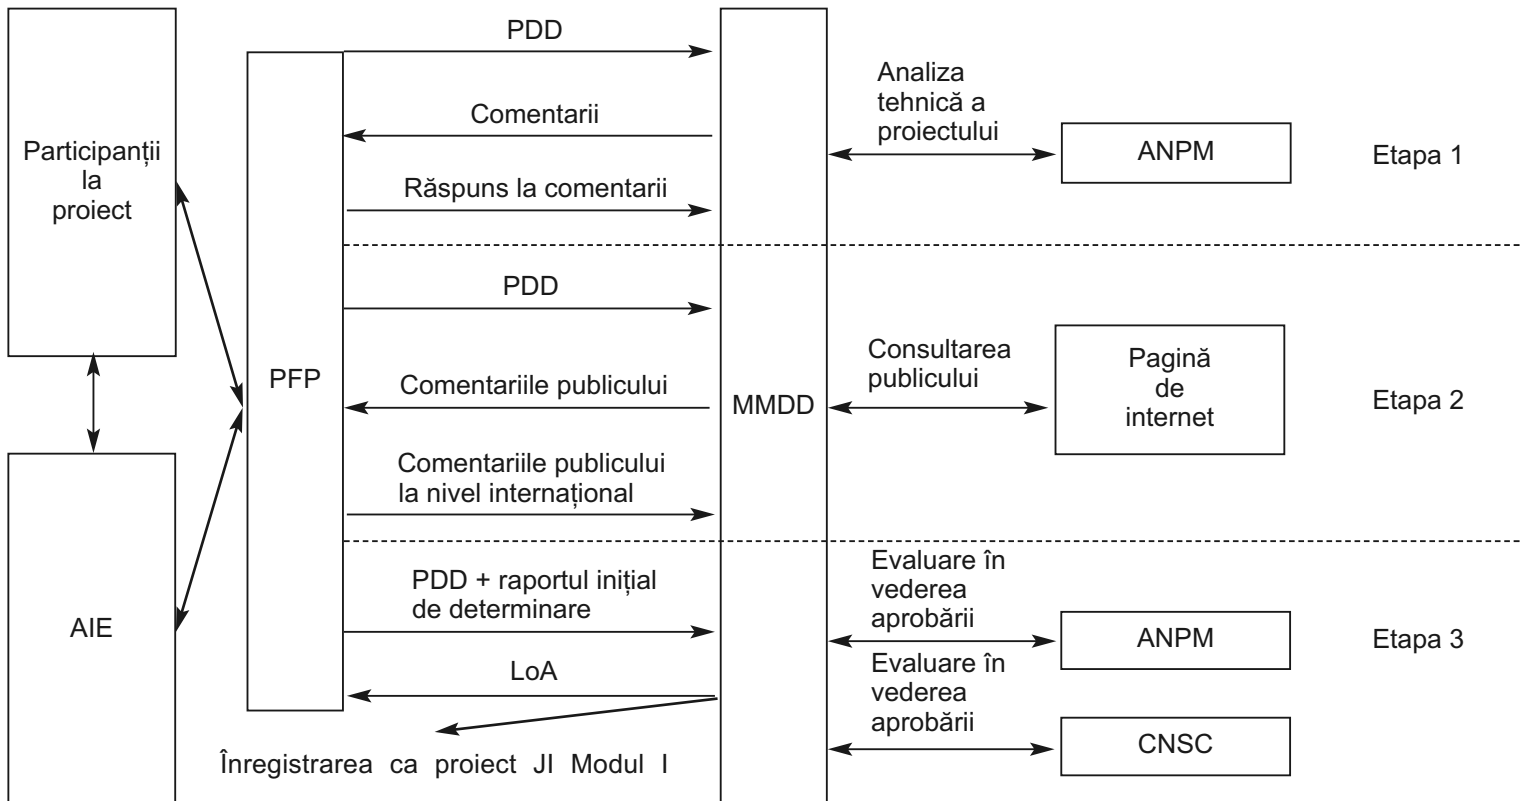 Participanții
la
proiect
AIE
PFP
PDD
Comentarii
Răspuns la comentarii
PDD
Comentariile publicului
Comentariile publicului
la nivel internațional
PDD + raportul inițial
de determinare
LoA
Înregistrarea ca proiect JI Modul I
MMDD
Analiza
tehnică a
proiectului
ANPM
Etapa 1
Consultarea
publicului
Pagină
de
internet
Etapa 2
Evaluare în
vederea
aprobării
ANPM
Etapa 3
Evaluare în
vederea
aprobării
CNSC